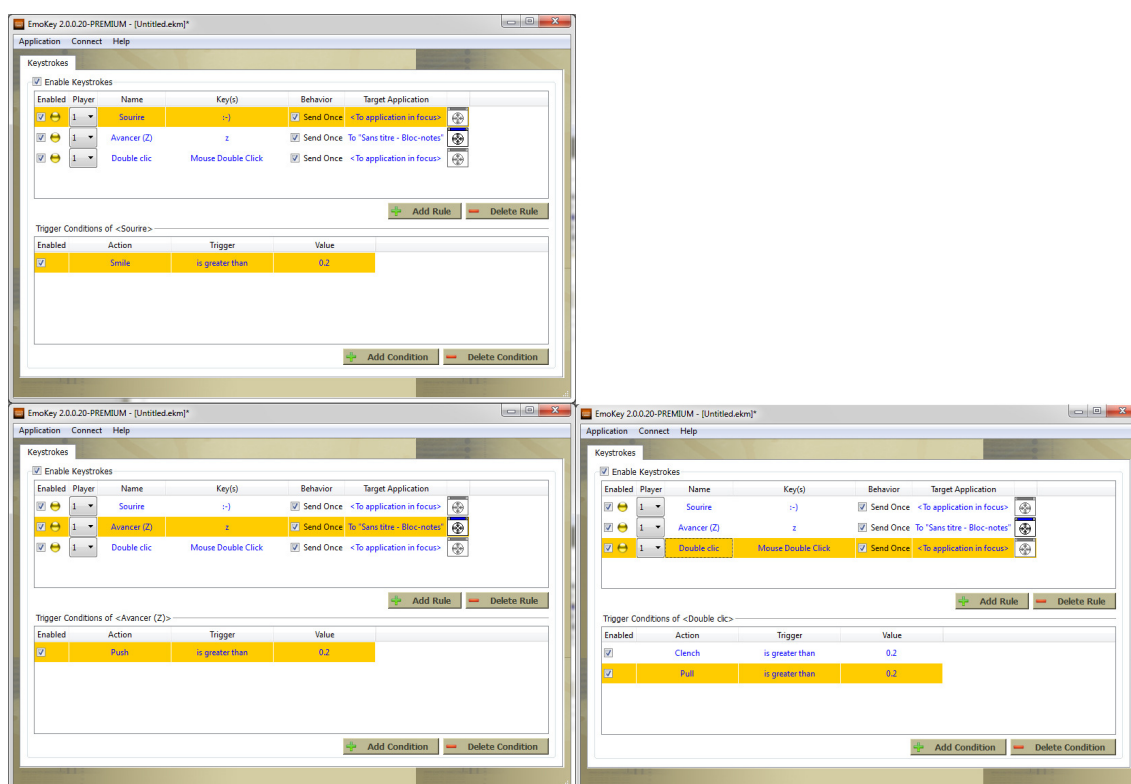 EmoKey 2.0.0.20-PREMIUM - [Untitled.ekm]*
Application Connect Help
Keystrokes
Enable Keystrokes
Enabled Player Name Key(s) Behavior Target Application
1 Sourire :-) Send Once <To application in focus>
1 Avancer (Z) z Send Once To "Sans titre - Bloc-notes"
1 Double clic Mouse Double Click Send Once <To application in focus>
Add Rule Delete Rule
Trigger Conditions of <Sourire>
Enabled Action Trigger Value
Smile is greater than 0.2
Add Condition Delete Condition
EmoKey 2.0.0.20-PREMIUM - [Untitled.ekm]*
Application Connect Help
Keystrokes
Enable Keystrokes
Enabled Player Name Key(s) Behavior Target Application
1 Sourire :-) Send Once <To application in focus>
1 Avancer (Z) z Send Once To "Sans titre - Bloc-notes"
1 Double clic Mouse Double Click Send Once <To application in focus>
Add Rule Delete Rule
Trigger Conditions of <Avancer (Z)>
Enabled Action Trigger Value
Push is greater than 0.2
Add Condition Delete Condition
EmoKey 2.0.0.20-PREMIUM - [Untitled.ekm]*
Application Connect Help
Keystrokes
Enable Keystrokes
Enabled Player Name Key(s) Behavior Target Application
1 Sourire :-) Send Once <To application in focus>
1 Avancer (Z) z Send Once To "Sans titre - Bloc-notes"
1 Double clic Mouse Double Click Send Once <To application in focus>
Add Rule Delete Rule
Trigger Conditions of <Double clic>
Enabled Action Trigger Value
Clench is greater than 0.2
Pull is greater than 0.2
Add Condition Delete Condition